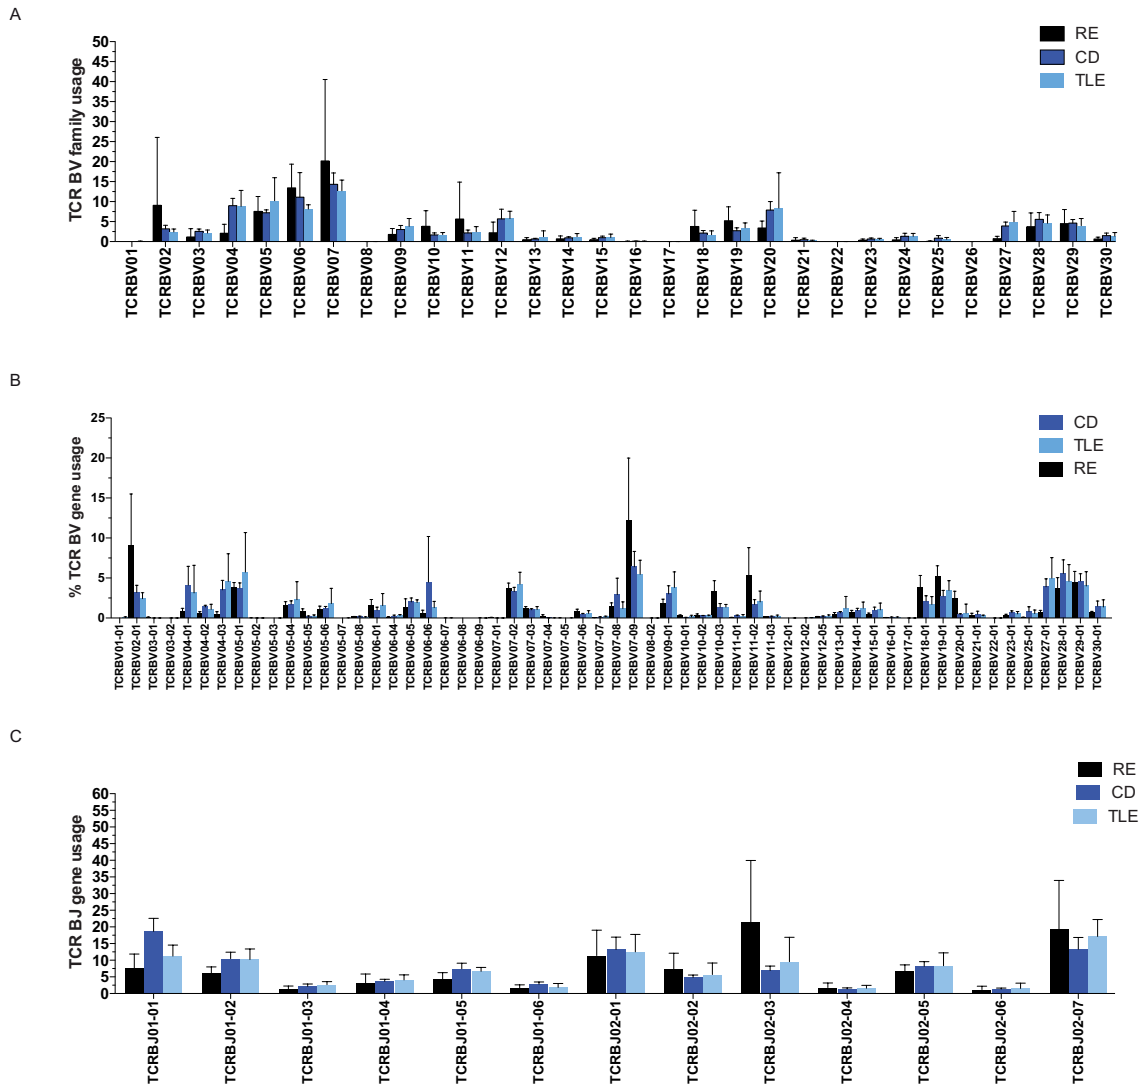 A
TCR BV family usage
50
45
40
35
30
25
20
15
10
5
0
RE
CD
TLE
TCRBV01
TCRBV02
TCRBV03
TCRBV04
TCRBV05
TCRBV06
TCRBV07
TCRBV08
TCRBV09
TCRBV10
TCRBV11
TCRBV12
TCRBV13
TCRBV14
TCRBV15
TCRBV16
TCRBV17
TCRBV18
TCRBV19
TCRBV20
TCRBV21
TCRBV22
TCRBV23
TCRBV24
TCRBV25
TCRBV26
TCRBV27
TCRBV28
TCRBV29
TCRBV30
B
% TCR BV gene usage
25
20
15
10
5
0
CD
TLE
RE
TCRBV01-01
TCRBV02-01
TCRBV03-01
TCRBV03-02
TCRBV04-01
TCRBV04-02
TCRBV04-03
TCRBV05-01
TCRBV05-02
TCRBV05-03
TCRBV05-04
TCRBV05-05
TCRBV05-06
TCRBV05-07
TCRBV05-08
TCRBV06-01
TCRBV06-04
TCRBV06-05
TCRBV06-06
TCRBV06-07
TCRBV06-08
TCRBV06-09
TCRBV07-01
TCRBV07-02
TCRBV07-03
TCRBV07-04
TCRBV07-05
TCRBV07-06
TCRBV07-07
TCRBV07-08
TCRBV07-09
TCRBV08-02
TCRBV09-01
TCRBV10-01
TCRBV10-02
TCRBV10-03
TCRBV11-01
TCRBV11-02
TCRBV11-03
TCRBV12-01
TCRBV12-02
TCRBV12-05
TCRBV13-01
TCRBV14-01
TCRBV15-01
TCRBV16-01
TCRBV17-01
TCRBV18-01
TCRBV19-01
TCRBV20-01
TCRBV21-01
TCRBV22-01
TCRBV23-01
TCRBV25-01
TCRBV27-01
TCRBV28-01
TCRBV29-01
TCRBV30-01
C
TCR BJ gene usage
60
55
50
45
40
35
30
25
20
15
10
5
0
RE
CD
TLE
TCRBJ01-01
TCRBJ01-02
TCRBJ01-03
TCRBJ01-04
TCRBJ01-05
TCRBJ01-06
TCRBJ02-01
TCRBJ02-02
TCRBJ02-03
TCRBJ02-04
TCRBJ02-05
TCRBJ02-06
TCRBJ02-07